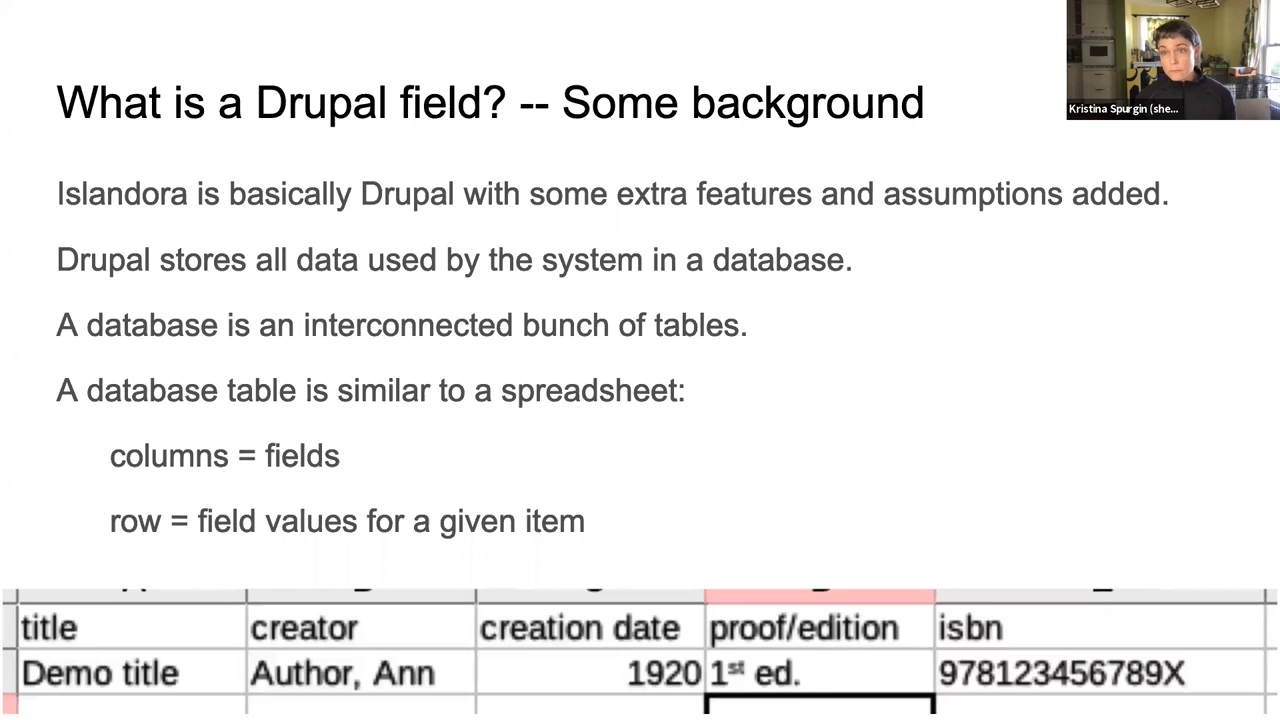 What is a Drupal field? -- Some background
Kristina Spurgin (she...
Islandora is basically Drupal with some extra features and assumptions added.
Drupal stores all data used by the system in a database.
A database is an interconnected bunch of tables.
A database table is similar to a spreadsheet:
columns = fields
row = field values for a given item
title creator creation date proof/edition isbn
Demo title Author, Ann 1920 1st ed. 978123456789X